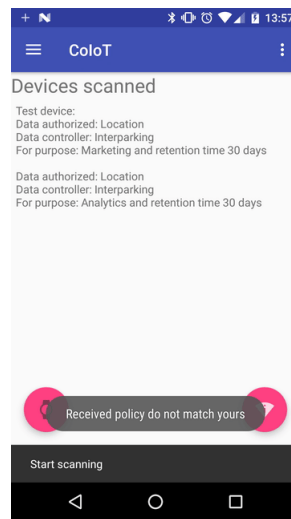 13:57
CoIoT
Devices scanned
Test device:
Data authorized: Location
Data controller: Interparking
For purpose: Marketing and retention time 30 days
Data authorized: Location
Data controller: Interparking
For purpose: Analytics and retention time 30 days
Received policy do not match yours
Start scanning